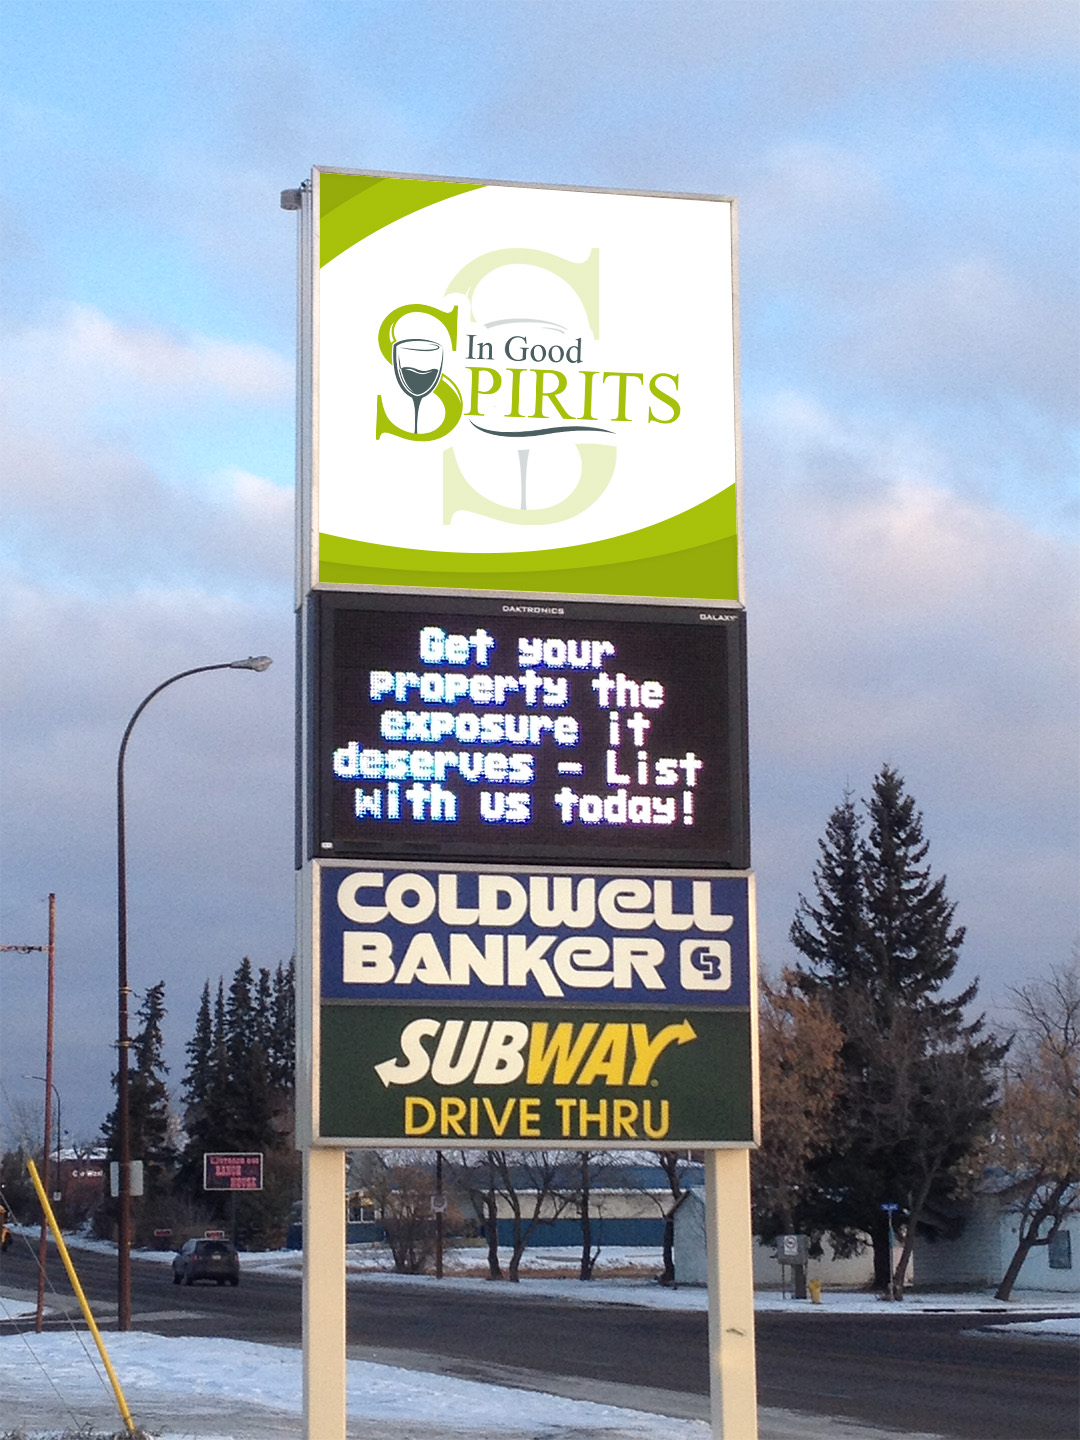 In Good
SPIRITS
DAKTRONICS
GALAXY
Get your
property the
exposure it
deserves - List
with us today!
COLDWELL
BANKER CB
SUBWAY
DRIVE THRU